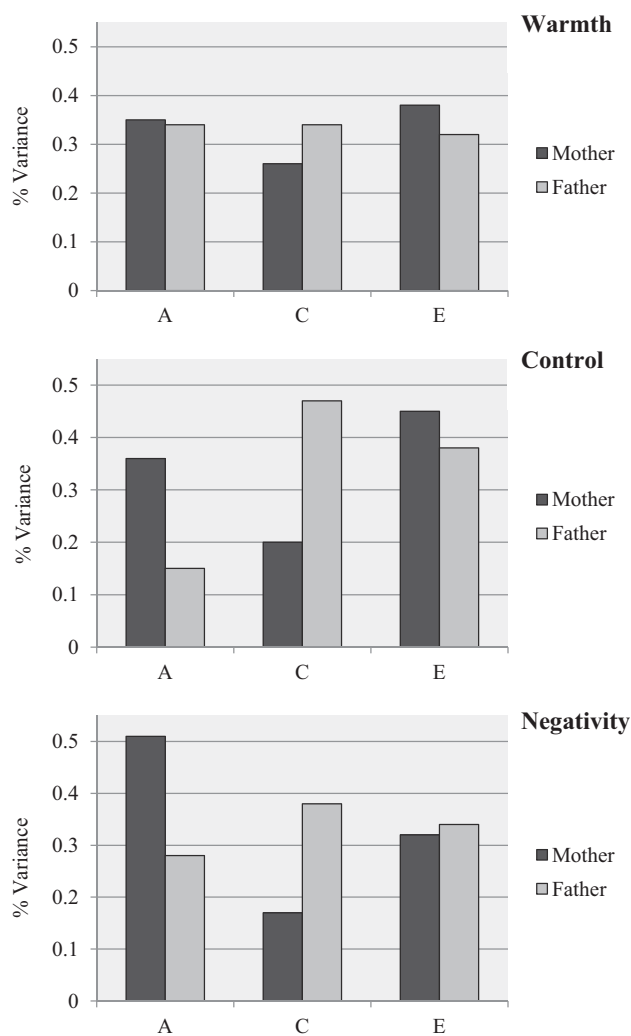 Warmth
0.5
0.4
0.3
0.2
0.1
0
% Variance
A C E
Mother
Father
Control
0.5
0.4
0.3
0.2
0.1
0
% Variance
A C E
Mother
Father
Negativity
0.5
0.4
0.3
0.2
0.1
0
% Variance
A C E
Mother
Father